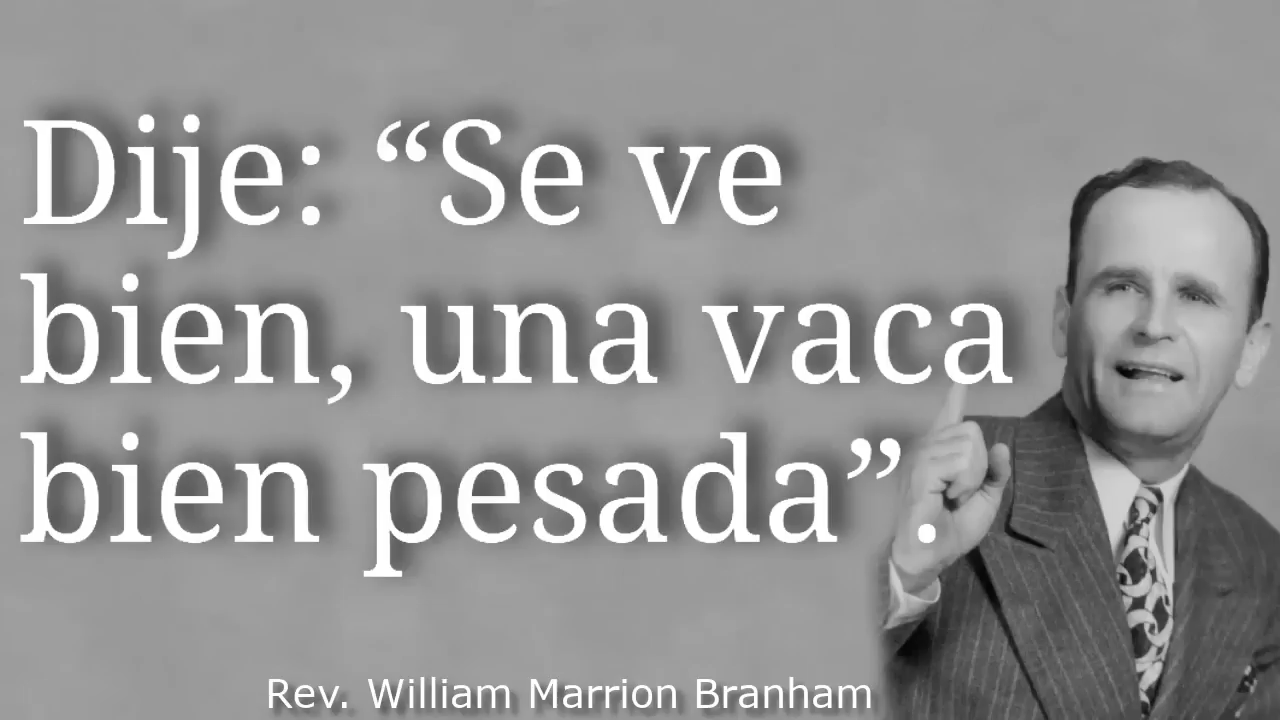 Dije: “Se ve
bien, una vaca
bien pesada”.
Rev. William Marrion Branham